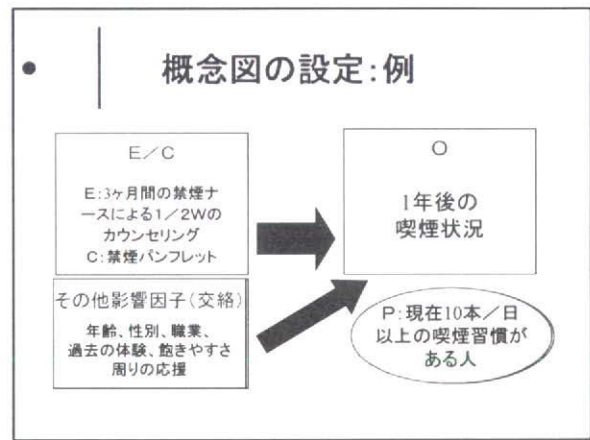 概念図の設定：例
E／C
E：3ヶ月間の禁煙ナ
ースによる1／2Wの
カウンセリング
C：禁煙パンフレット
O
1年後の
喫煙状況
その他影響因子（交絡）
年齢、性別、職業、
過去の体験、飽きやすさ
周りの応援
P：現在10本／日
以上の喫煙習慣が
ある人